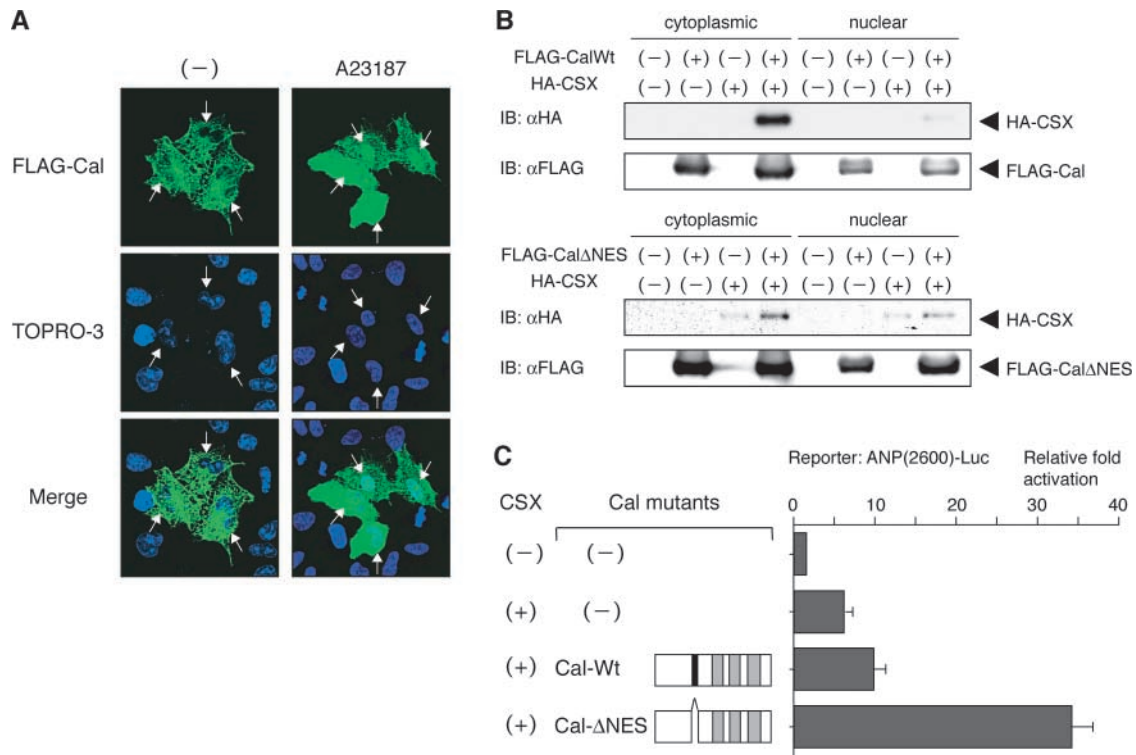 A
(−) A23187
FLAG-Cal
TOPRO-3
Merge
B
cytoplasmic nuclear
FLAG-CalWt (−) (+) (−) (+) (−) (+) (−) (+)
HA-CSX (−) (−) (+) (+) (−) (−) (+) (+)
IB: αHA HA-CSX
IB: αFLAG FLAG-Cal
cytoplasmic nuclear
FLAG-CalΔNES (−) (+) (−) (+) (−) (+) (−) (+)
HA-CSX (−) (−) (+) (+) (−) (−) (+) (+)
IB: αHA HA-CSX
IB: αFLAG FLAG-CalΔNES
C
Reporter: ANP(2600)-Luc Relative fold
activation
CSX Cal mutants 0 10 20 30 40
(−) (−)
(+) (−)
(+) Cal-Wt
(+) Cal-ΔNES